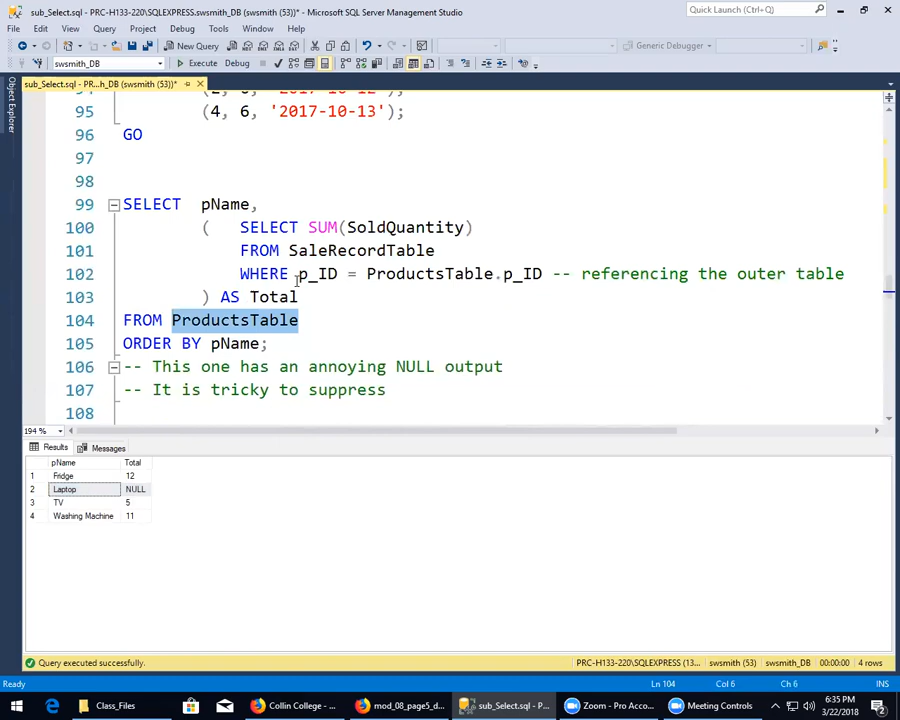 sub_Select.sql - PRC-H133-220\SQLEXPRESS.swsmith_DB (swsmith (53))* - Microsoft SQL Server Management Studio
Quick Launch (Ctrl+Q)
File Edit View Query Project Debug Tools Window Help
New Query
Generic Debugger
swsmith_DB
Execute Debug
sub_Select.sql - PR...h_DB (swsmith (53))*
Object Explorer
95 (4, 6, '2017-10-13');
96 GO
97
98
99 SELECT pName,
100 ( SELECT SUM(SoldQuantity)
101 FROM SaleRecordTable
102 WHERE p_ID = ProductsTable.p_ID -- referencing the outer table
103 ) AS Total
104 FROM ProductsTable
105 ORDER BY pName;
106 -- This one has an annoying NULL output
107 -- It is tricky to suppress
108
194 %
Results Messages
pName Total
1 Fridge 12
2 Laptop NULL
3 TV 5
4 Washing Machine 11
Query executed successfully.
PRC-H133-220\SQLEXPRESS (13... swsmith (53) swsmith_DB 00:00:00 4 rows
Ready
Ln 104 Col 6 Ch 6 INS
Class_Files
Collin College - ...
mod_08_page5_d...
sub_Select.sql - P...
Zoom - Pro Acco...
Meeting Controls
6:35 PM
3/22/2018
2